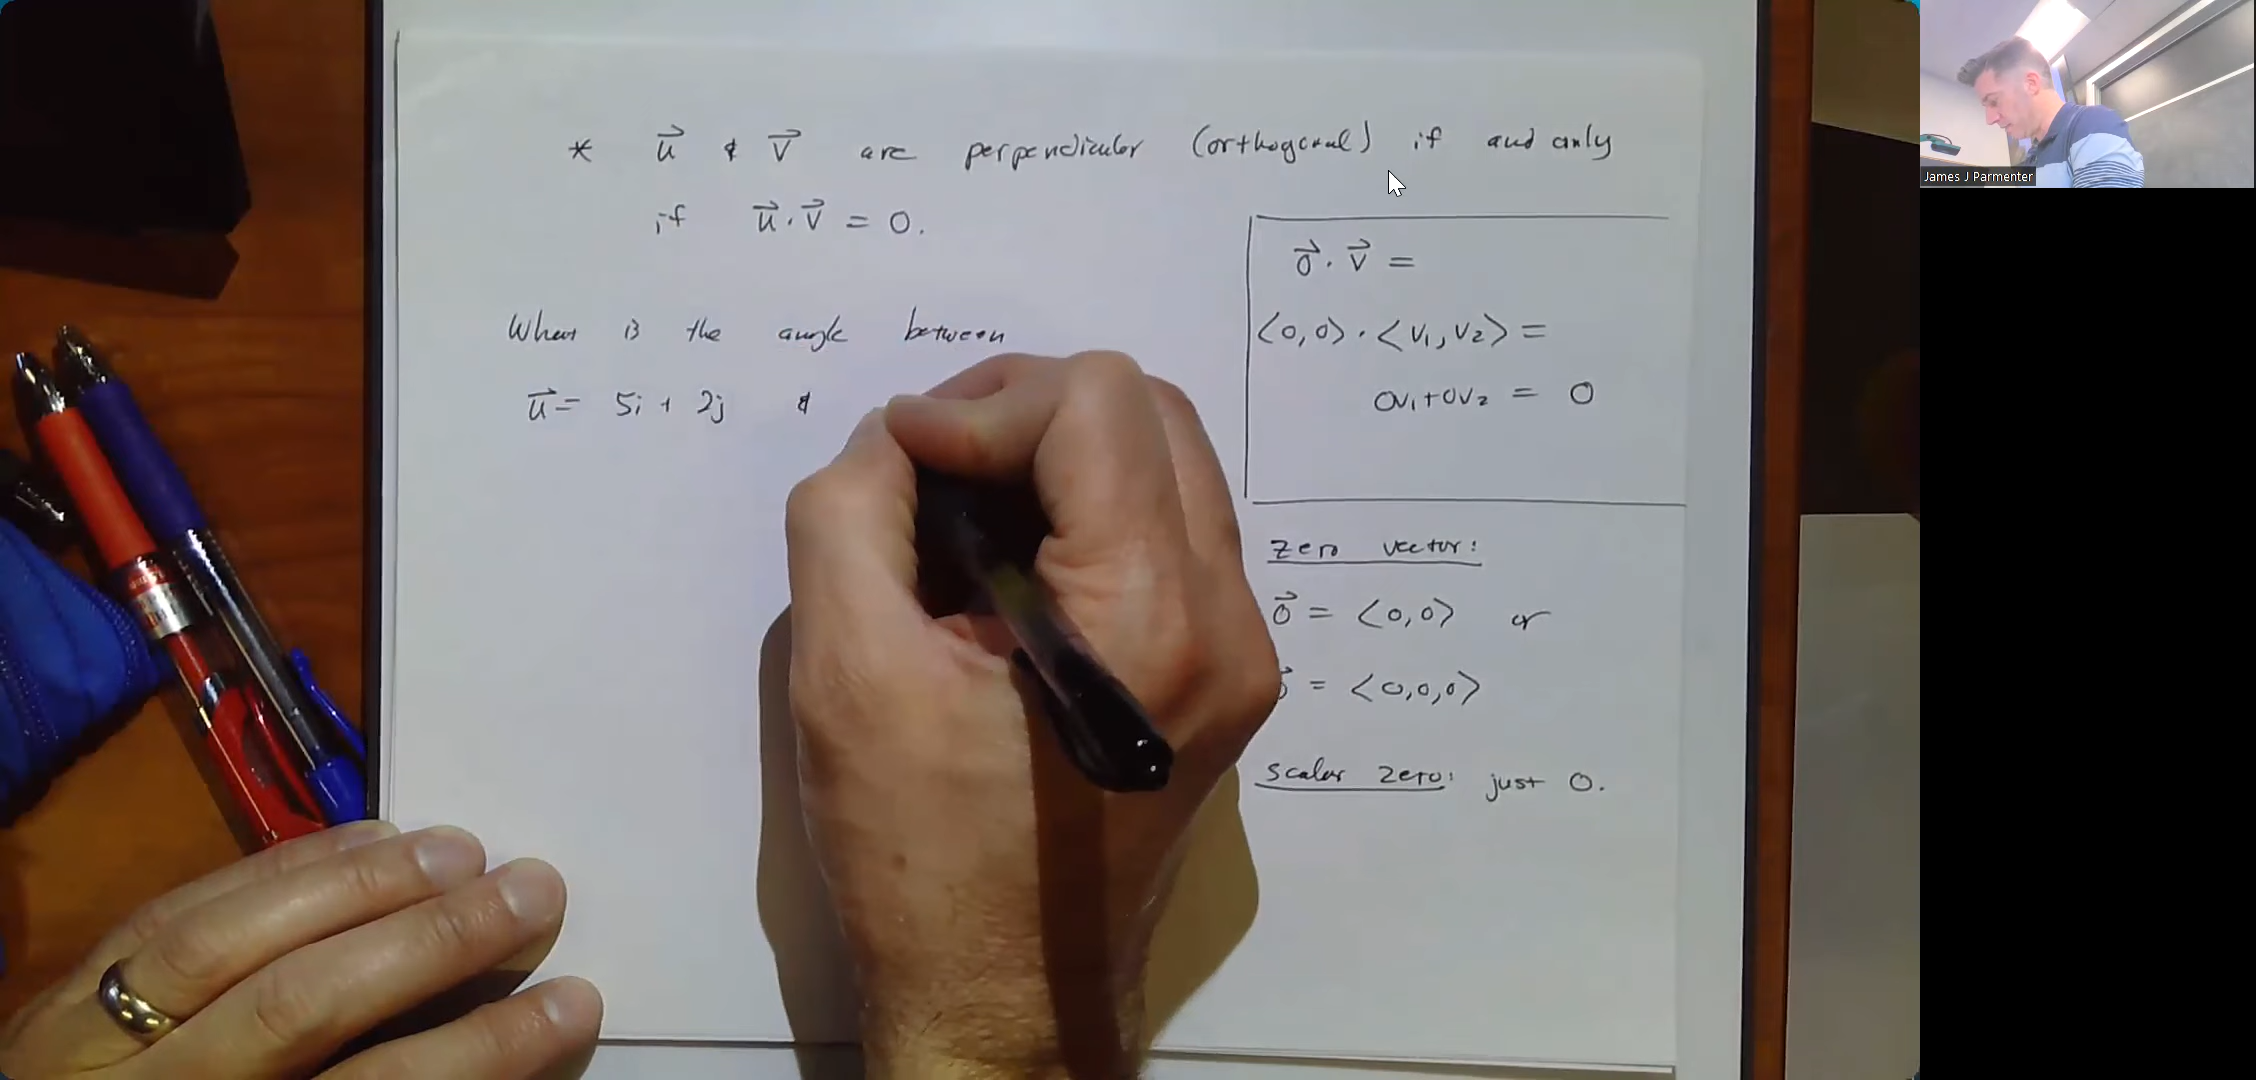 * u⃗ & v⃗ are perpendicular (orthogonal) if and only
if u⃗ · v⃗ = 0.
What is the angle between
u⃗ = 5i + 2j &
0⃗ · v⃗ =
<0,0> · <v₁, v₂> =
0v₁+0v₂ = 0
Zero vector:
0⃗ = <0,0> or
0⃗ = <0,0,0>
Scalar zero: just 0.
James J Parmenter